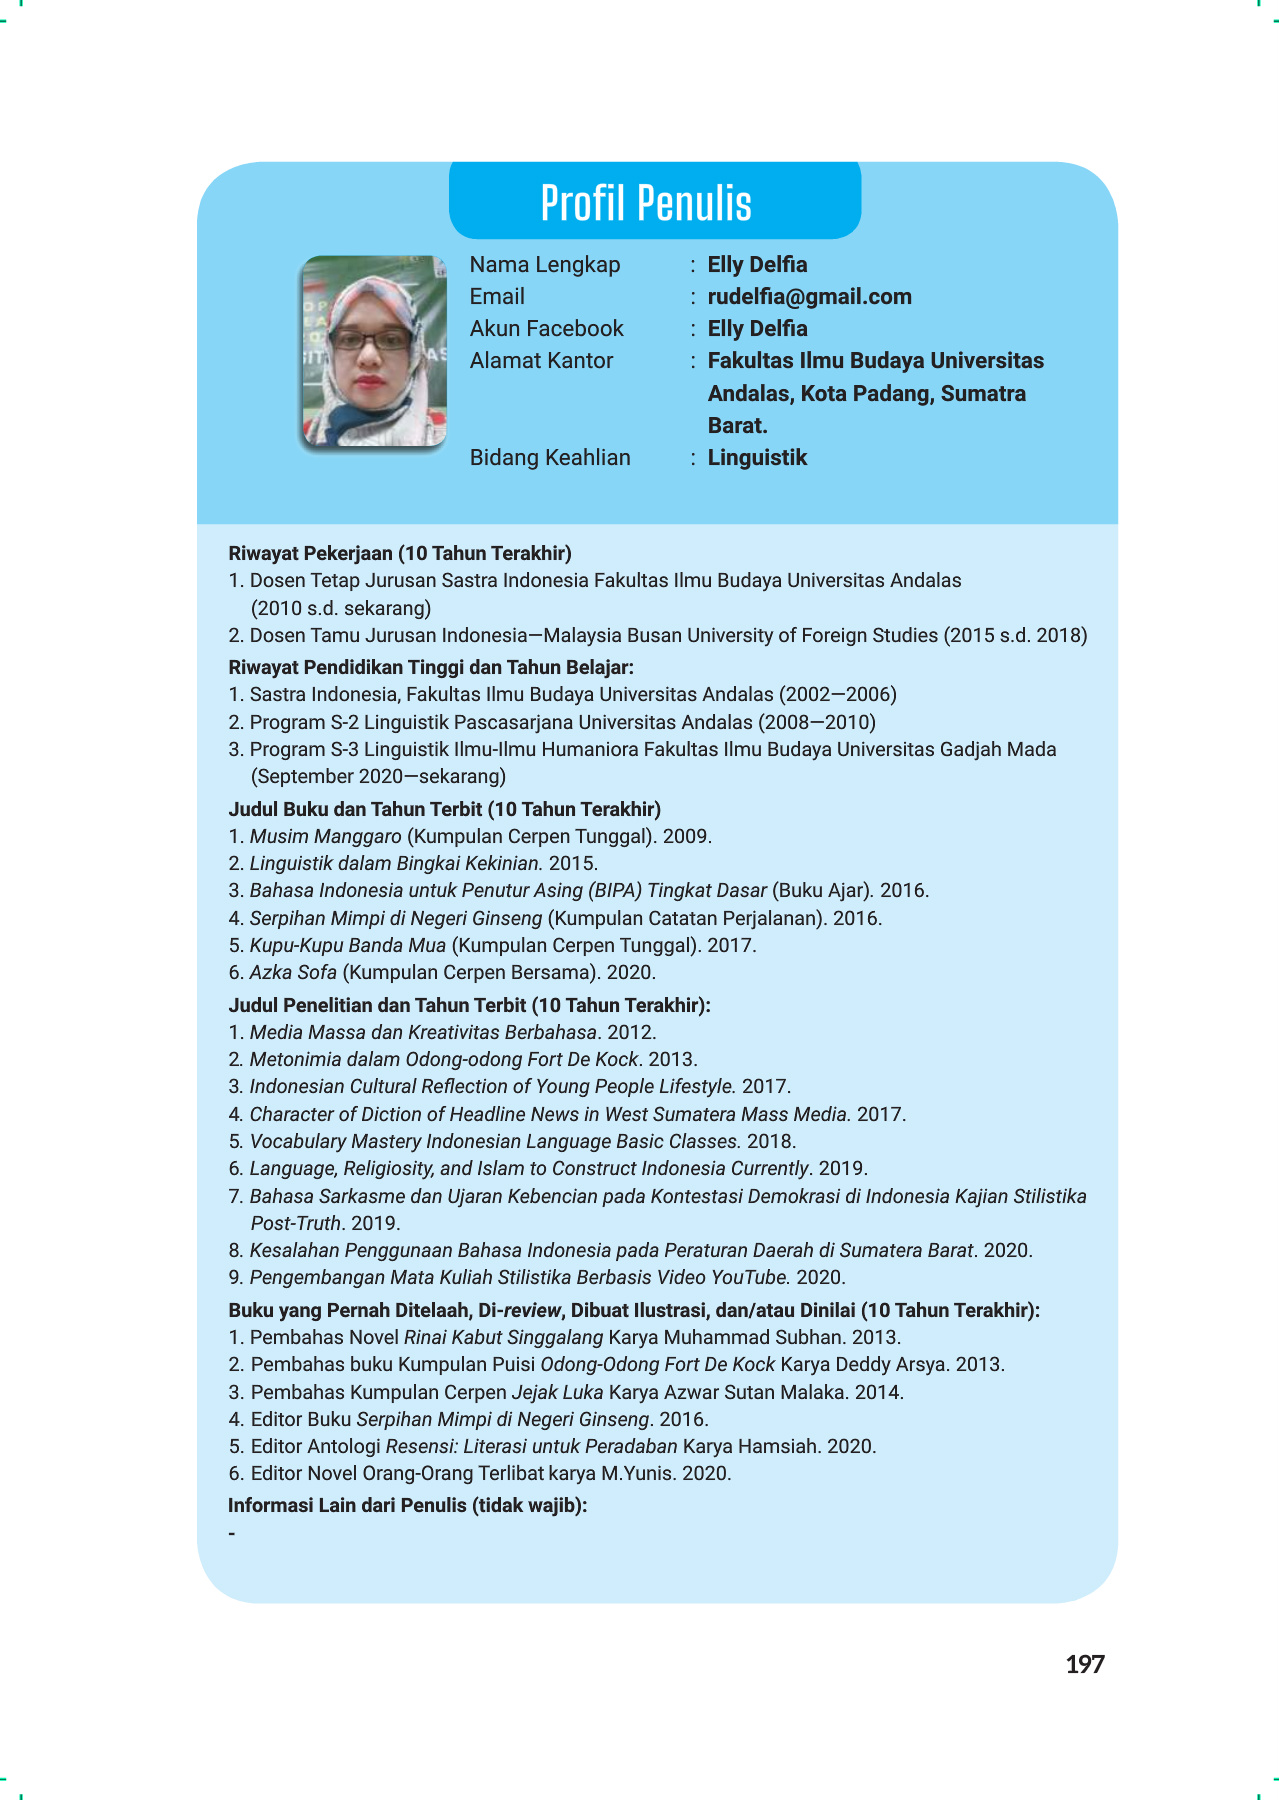 Profil Penulis
Nama Lengkap : Elly Delfia
Email : rudelfia@gmail.com
Akun Facebook : Elly Delfia
Alamat Kantor : Fakultas Ilmu Budaya Universitas
Andalas, Kota Padang, Sumatra
Barat.
Bidang Keahlian : Linguistik
Riwayat Pekerjaan (10 Tahun Terakhir)
1. Dosen Tetap Jurusan Sastra Indonesia Fakultas Ilmu Budaya Universitas Andalas
(2010 s.d. sekarang)
2. Dosen Tamu Jurusan Indonesia—Malaysia Busan University of Foreign Studies (2015 s.d. 2018)
Riwayat Pendidikan Tinggi dan Tahun Belajar:
1. Sastra Indonesia, Fakultas Ilmu Budaya Universitas Andalas (2002—2006)
2. Program S-2 Linguistik Pascasarjana Universitas Andalas (2008—2010)
3. Program S-3 Linguistik Ilmu-Ilmu Humaniora Fakultas Ilmu Budaya Universitas Gadjah Mada
(September 2020—sekarang)
Judul Buku dan Tahun Terbit (10 Tahun Terakhir)
1. Musim Manggaro (Kumpulan Cerpen Tunggal). 2009.
2. Linguistik dalam Bingkai Kekinian. 2015.
3. Bahasa Indonesia untuk Penutur Asing (BIPA) Tingkat Dasar (Buku Ajar). 2016.
4. Serpihan Mimpi di Negeri Ginseng (Kumpulan Catatan Perjalanan). 2016.
5. Kupu-Kupu Banda Mua (Kumpulan Cerpen Tunggal). 2017.
6. Azka Sofa (Kumpulan Cerpen Bersama). 2020.
Judul Penelitian dan Tahun Terbit (10 Tahun Terakhir):
1. Media Massa dan Kreativitas Berbahasa. 2012.
2. Metonimia dalam Odong-odong Fort De Kock. 2013.
3. Indonesian Cultural Reflection of Young People Lifestyle. 2017.
4. Character of Diction of Headline News in West Sumatera Mass Media. 2017.
5. Vocabulary Mastery Indonesian Language Basic Classes. 2018.
6. Language, Religiosity, and Islam to Construct Indonesia Currently. 2019.
7. Bahasa Sarkasme dan Ujaran Kebencian pada Kontestasi Demokrasi di Indonesia Kajian Stilistika
Post-Truth. 2019.
8. Kesalahan Penggunaan Bahasa Indonesia pada Peraturan Daerah di Sumatera Barat. 2020.
9. Pengembangan Mata Kuliah Stilistika Berbasis Video YouTube. 2020.
Buku yang Pernah Ditelaah, Di-review, Dibuat Ilustrasi, dan/atau Dinilai (10 Tahun Terakhir):
1. Pembahas Novel Rinai Kabut Singgalang Karya Muhammad Subhan. 2013.
2. Pembahas buku Kumpulan Puisi Odong-Odong Fort De Kock Karya Deddy Arsya. 2013.
3. Pembahas Kumpulan Cerpen Jejak Luka Karya Azwar Sutan Malaka. 2014.
4. Editor Buku Serpihan Mimpi di Negeri Ginseng. 2016.
5. Editor Antologi Resensi: Literasi untuk Peradaban Karya Hamsiah. 2020.
6. Editor Novel Orang-Orang Terlibat karya M.Yunis. 2020.
Informasi Lain dari Penulis (tidak wajib):
-
197